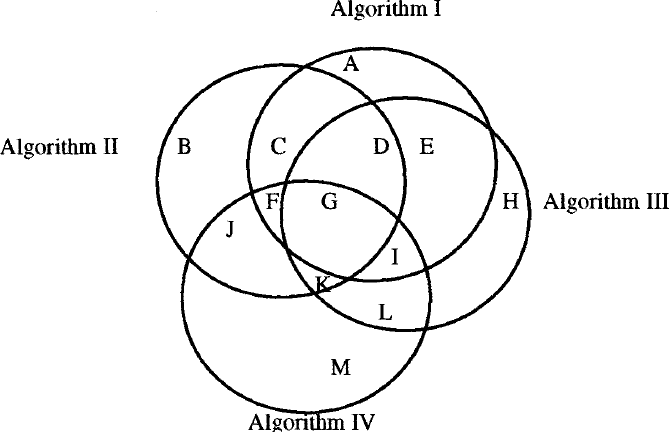 Algorithm I
A
Algorithm II
B
C
D
E
F
G
H
Algorithm III
J
I
K
L
M
Algorithm IV